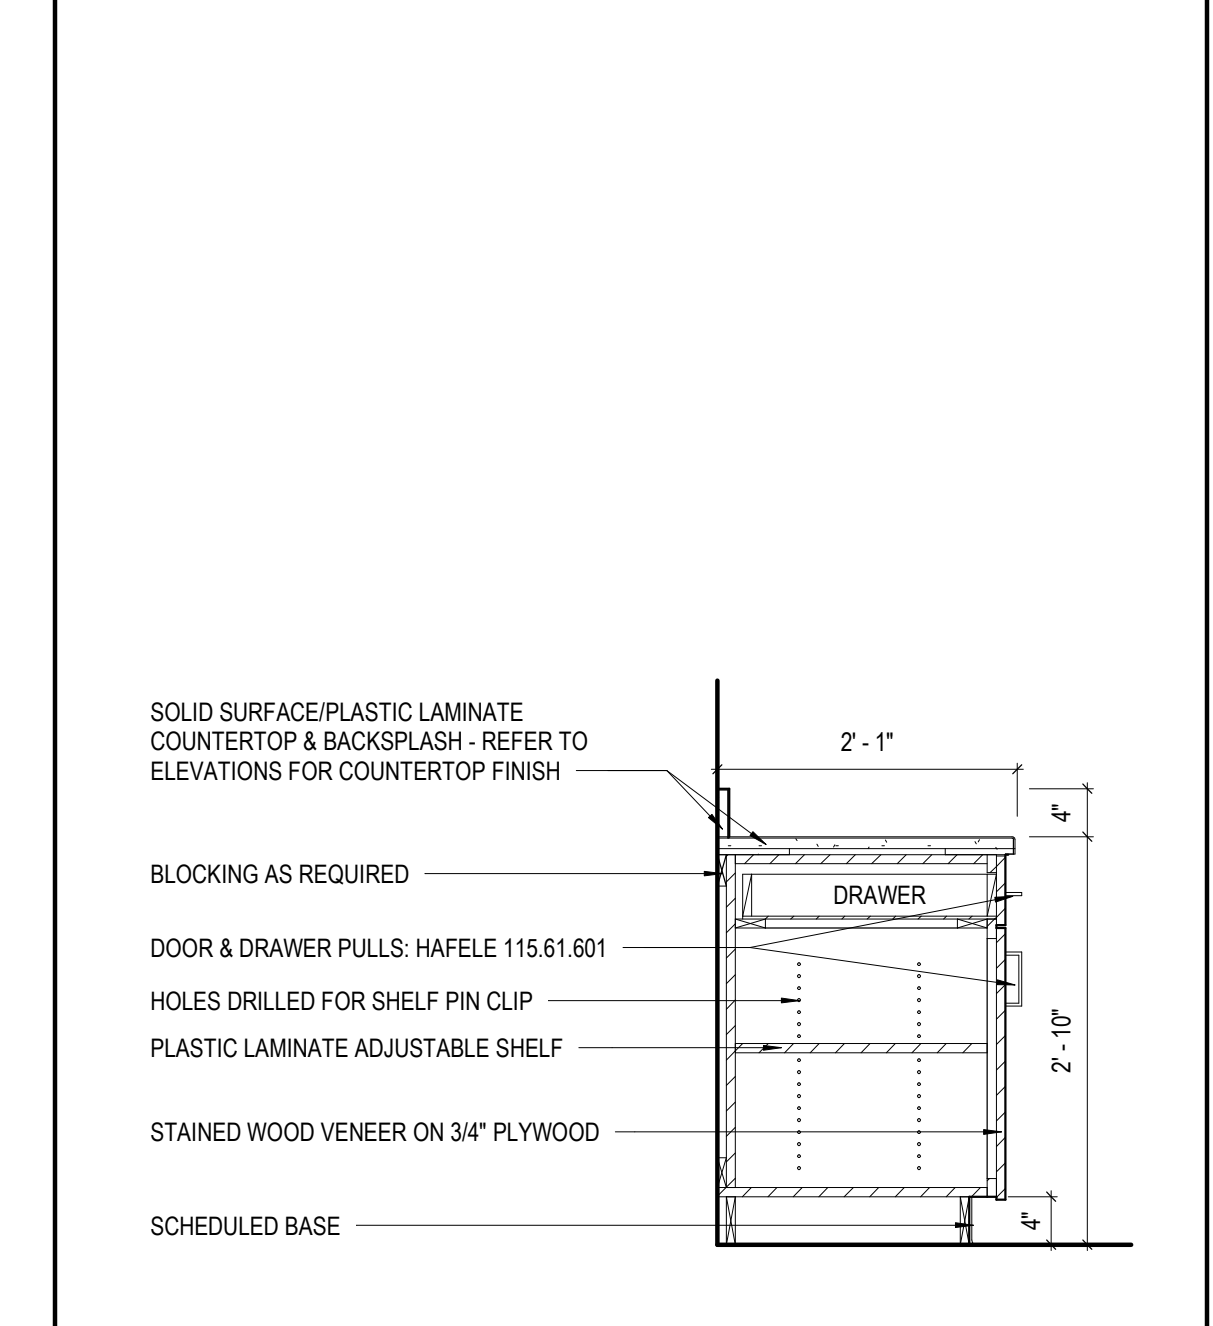 SOLID SURFACE/PLASTIC LAMINATE
COUNTERTOP & BACKSPLASH - REFER TO
ELEVATIONS FOR COUNTERTOP FINISH
2' - 1"
4"
BLOCKING AS REQUIRED
DRAWER
DOOR & DRAWER PULLS: HAFELE 115.61.601
HOLES DRILLED FOR SHELF PIN CLIP
2' - 10"
PLASTIC LAMINATE ADJUSTABLE SHELF
STAINED WOOD VENEER ON 3/4" PLYWOOD
4"
SCHEDULED BASE